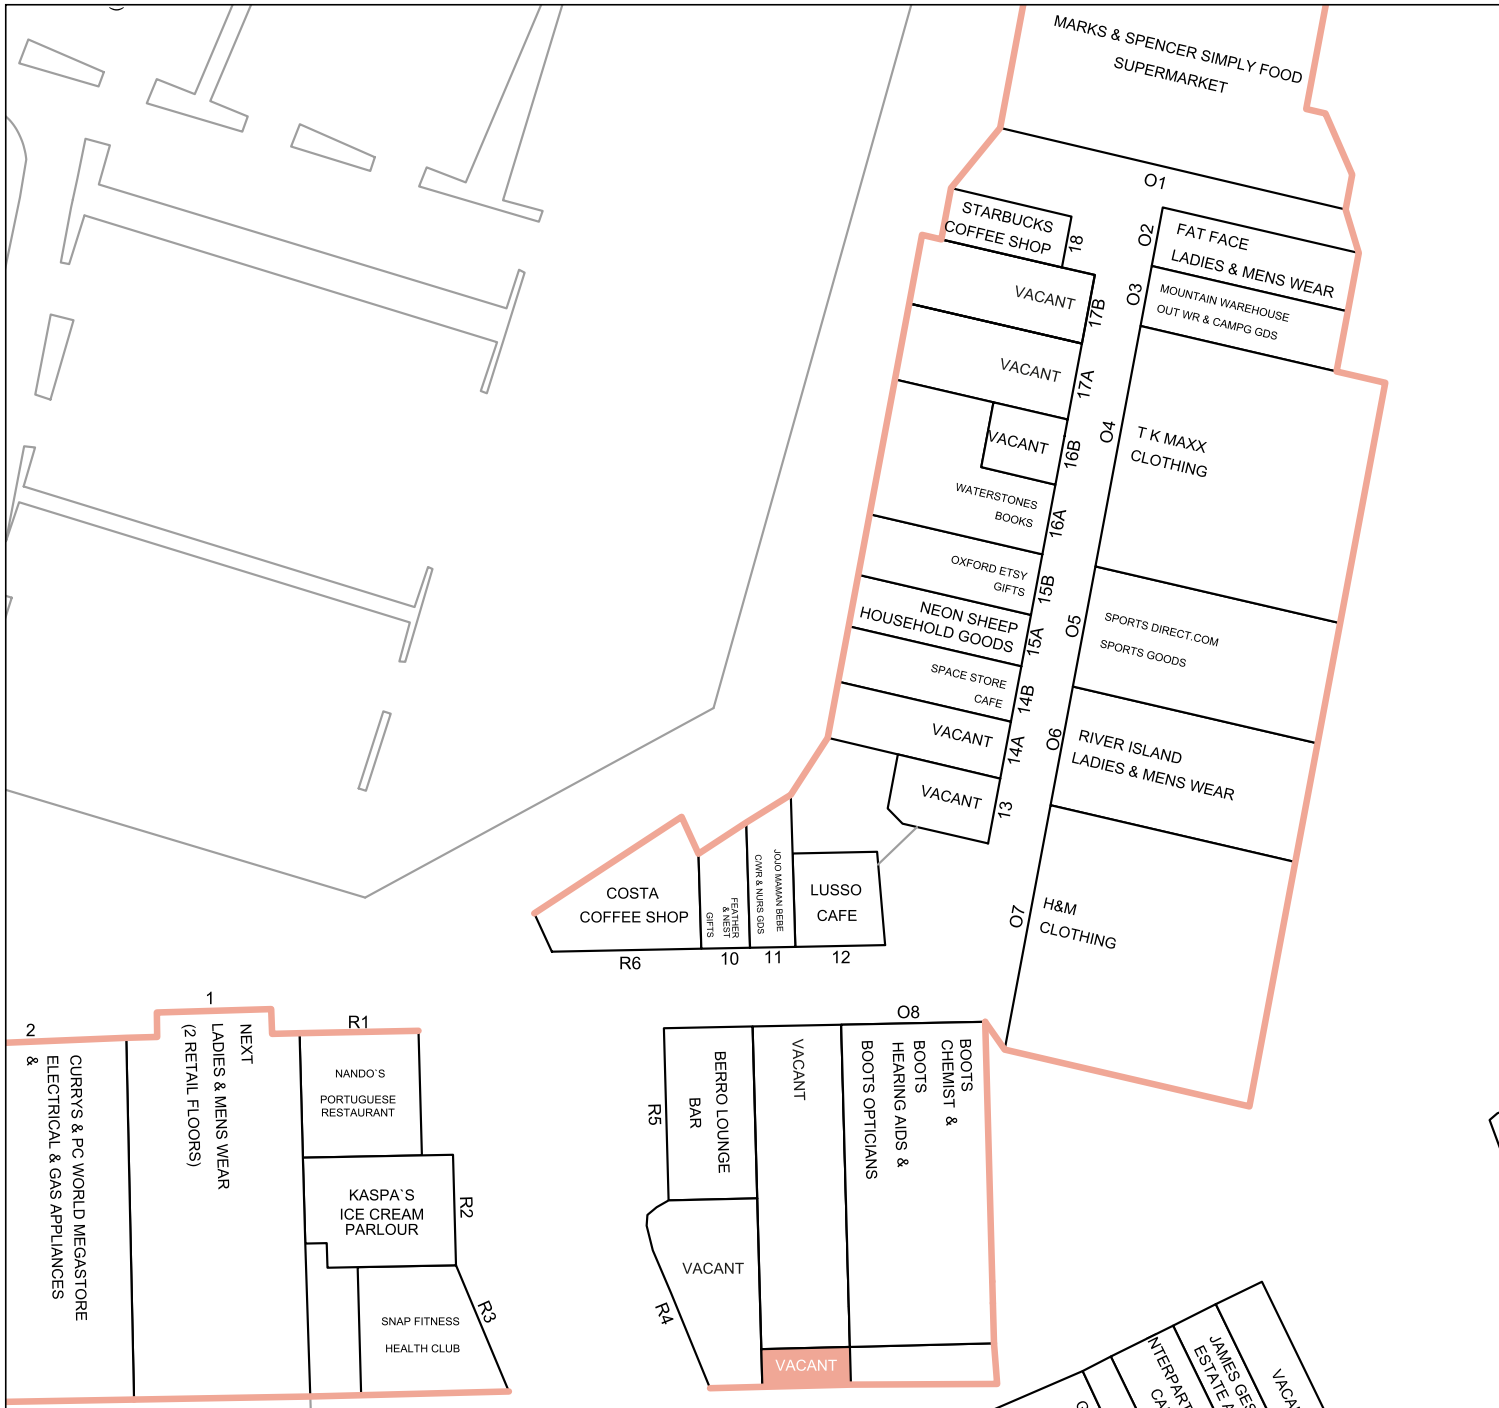 MARKS & SPENCER SIMPLY FOOD
SUPERMARKET
O1
STARBUCKS
COFFEE SHOP
18
O2
FAT FACE
LADIES & MENS WEAR
VACANT
17B
O3
MOUNTAIN WAREHOUSE
OUT WR & CAMPG GDS
VACANT
17A
VACANT
16B
O4
T K MAXX
CLOTHING
WATERSTONES
BOOKS
16A
OXFORD ETSY
GIFTS
15B
NEON SHEEP
HOUSEHOLD GOODS
15A
O5
SPORTS DIRECT.COM
SPORTS GOODS
SPACE STORE
CAFE
14B
VACANT
14A
O6
RIVER ISLAND
LADIES & MENS WEAR
VACANT
13
COSTA
COFFEE SHOP
R6
FEATHER
& NEST
GIFTS
10
JOJO MAMAN BEBE
C/WR & NURS GDS
11
LUSSO
CAFE
12
O7
H&M
CLOTHING
2
CURRYS & PC WORLD MEGASTORE
ELECTRICAL & GAS APPLIANCES
&
1
NEXT
LADIES & MENS WEAR
(2 RETAIL FLOORS)
R1
NANDO`S
PORTUGUESE
RESTAURANT
KASPA`S
ICE CREAM
PARLOUR
R2
SNAP FITNESS
HEALTH CLUB
R3
R5
BERRO LOUNGE
BAR
VACANT
O8
BOOTS
CHEMIST &
BOOTS
HEARING AIDS &
BOOTS OPTICIANS
VACANT
R4
VACANT
JAMES GES
ESTATE A
VACA